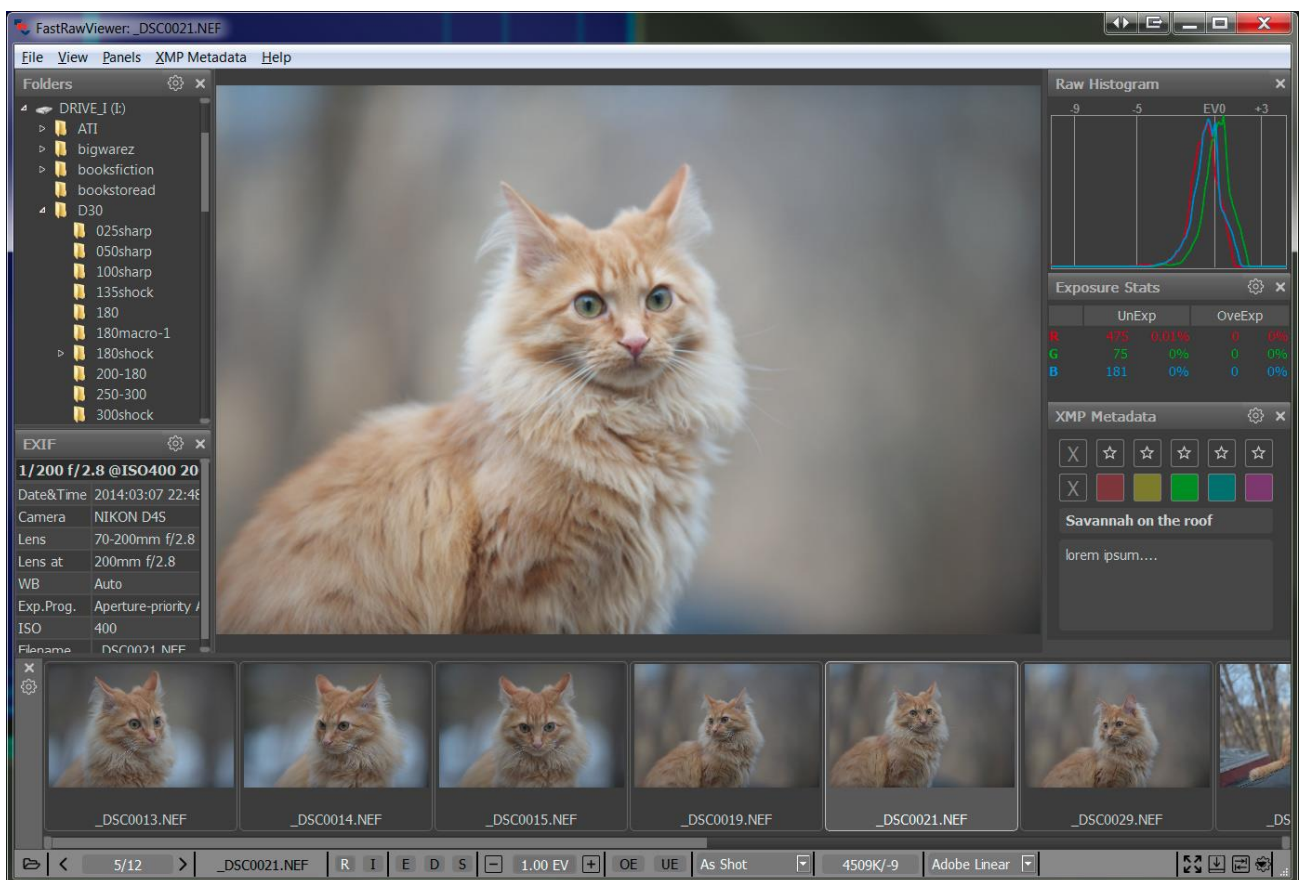 FastRawViewer: _DSC0021.NEF
File View Panels XMP Metadata Help
Folders
DRIVE_I (I:)
ATI
bigwarez
booksfiction
bookstoread
D30
025sharp
050sharp
100sharp
135shock
180
180macro-1
180shock
200-180
250-300
300shock
EXIF
1/200 f/2.8 @ISO400 20
Date&Time 2014:03:07 22:48
Camera NIKON D4S
Lens 70-200mm f/2.8
Lens at 200mm f/2.8
WB Auto
Exp.Prog. Aperture-priority A
ISO 400
Filename _DSC0021.NEF
Raw Histogram
-9 -5 EV0 +3
Exposure Stats
UnExp OveExp
R 475 0.01% 0 0%
G 75 0% 0 0%
B 181 0% 0 0%
XMP Metadata
X
X
Savannah on the roof
lorem ipsum....
_DSC0013.NEF _DSC0014.NEF _DSC0015.NEF _DSC0019.NEF _DSC0021.NEF _DSC0029.NEF _DS
5/12 _DSC0021.NEF R I E D S 1.00 EV OE UE As Shot 4509K/-9 Adobe Linear